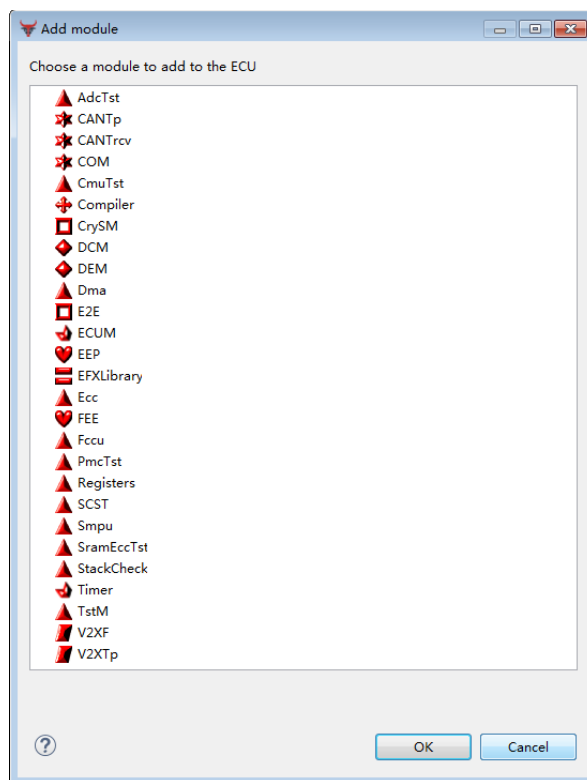 Add module
Choose a module to add to the ECU
AdcTst
CANTp
CANTrcv
COM
CmuTst
Compiler
CrySM
DCM
DEM
Dma
E2E
ECUM
EEP
EFXLibrary
Ecc
FEE
Fccu
PmcTst
Registers
SCST
Smpu
SramEccTst
StackCheck
Timer
TstM
V2XF
V2XTp
OK Cancel